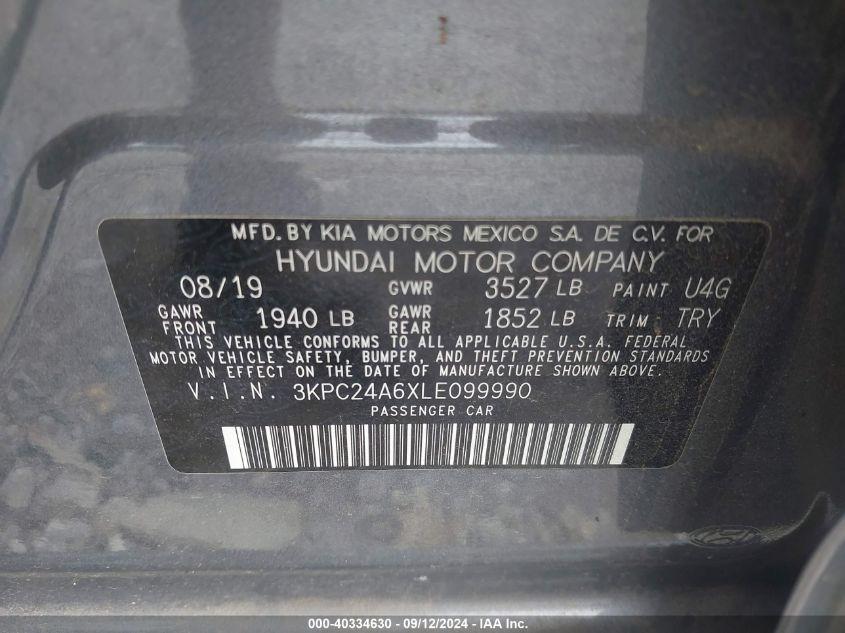 MFD. BY KIA MOTORS MEXICO S.A. DE C.V. FOR
HYUNDAI MOTOR COMPANY
08/19 GVWR 3527 LB PAINT U4G
GAWR FRONT 1940 LB GAWR REAR 1852 LB TRIM: TRY
THIS VEHICLE CONFORMS TO ALL APPLICABLE U.S.A. FEDERAL
MOTOR VEHICLE SAFETY, BUMPER, AND THEFT PREVENTION STANDARDS
IN EFFECT ON THE DATE OF MANUFACTURE SHOWN ABOVE.
V.I.N. 3KPC24A6XLE099990
PASSENGER CAR
000-40334630 - 09/12/2024 - IAA Inc.